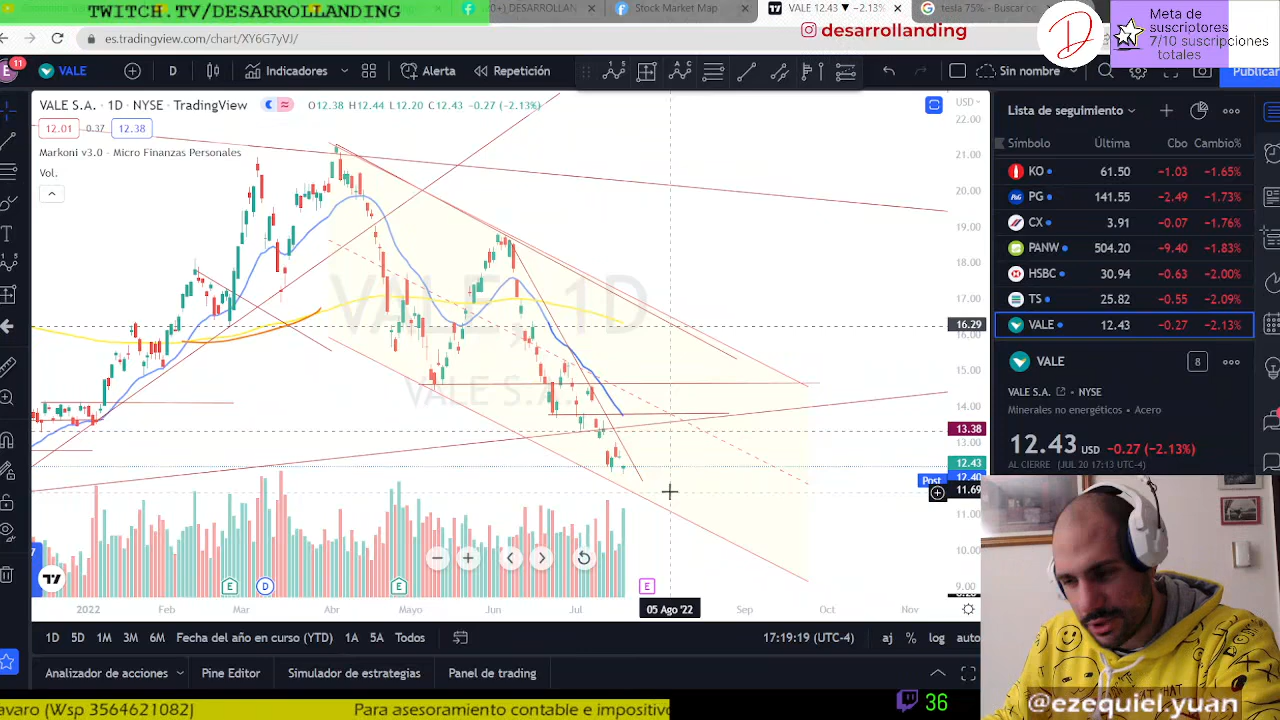 TWITCH.TV/DESARROLLANDING
DESARROLLAN
Stock Market Map
VALE 12.43 ▼ −2.13%
tesla 75% - Buscar co
desarrollanding
Meta de
suscriptores
7/10 suscripciones
totales
es.tradingview.com/chart/XY6G7yVJ/
E
11
VALE
D
Indicadores
Alerta
Repetición
Sin nombre
Publicar
VALE S.A. · 1D · NYSE · TradingView
O12.38 H12.44 L12.20 C12.43 −0.27 (−2.13%)
12.01
0.37
12.38
Markoni v3.0 - Micro Finanzas Personales
Vol.
VALE, 1D
VALE S.A.
USD
22.00
21.00
20.00
19.00
18.00
17.00
16.29
16.00
15.00
14.00
13.38
13.00
12.43
Post
12.40
11.69
11.00
10.00
9.00
E
D
E
E
2022
Feb
Mar
Abr
Mayo
Jun
Jul
05 Ago '22
Sep
Oct
Nov
1D
5D
1M
3M
6M
Fecha del año en curso (YTD)
1A
5A
Todos
17:19:19 (UTC-4)
aj
%
log
auto
Analizador de acciones
Pine Editor
Simulador de estrategias
Panel de trading
Lista de seguimiento
Símbolo
Última
Cbo
Cambio%
KO 61.50 −1.03 −1.65%
PG 141.55 −2.49 −1.73%
CX 3.91 −0.07 −1.76%
PANW 504.20 −9.40 −1.83%
HSBC 30.94 −0.63 −2.00%
TS 25.82 −0.55 −2.09%
VALE 12.43 −0.27 −2.13%
VALE
8
VALE S.A. · NYSE
Minerales no energéticos • Acero
12.43 USD −0.27 (−2.13%)
AL CIERRE (JUL 20 17:13 UTC-4)
avaro (Wsp 3564621082)
Para asesoramiento contable e impositivo
36
@ezequiel.yuan